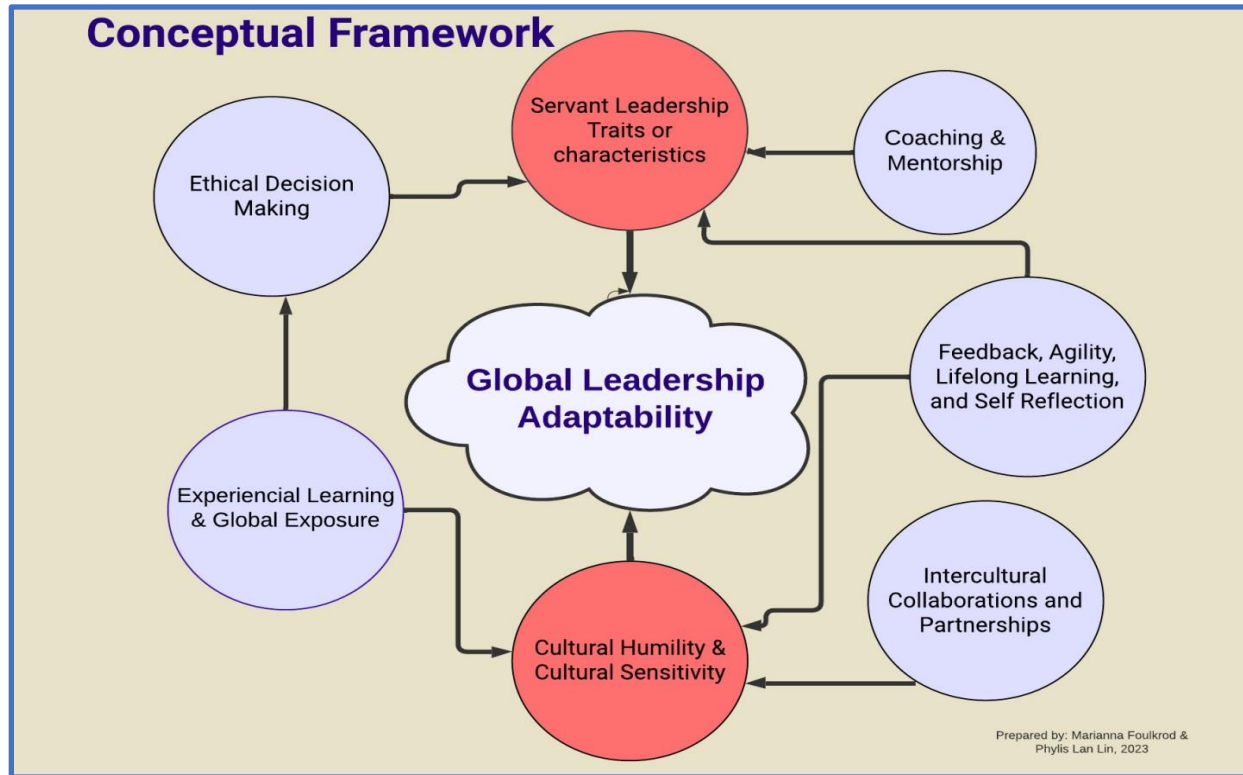 Conceptual Framework
Servant Leadership
Traits or
characteristics
Coaching &
Mentorship
Ethical Decision
Making
Global Leadership
Adaptability
Feedback, Agility,
Lifelong Learning,
and Self Reflection
Experiencial Learning
& Global Exposure
Intercultural
Collaborations and
Partnerships
Cultural Humility &
Cultural Sensitivity
Prepared by: Marianna Foulkrod &
Phylis Lan Lin, 2023